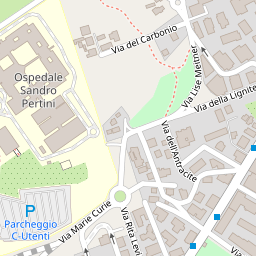 Via del Carbonio
Via Lise Meitner
Ospedale
Sandro
Pertini
Via della Lignite
Via dell'Antracite
P
Parcheggio
C-Utenti
Via Marie Curie
Via Rita Levi